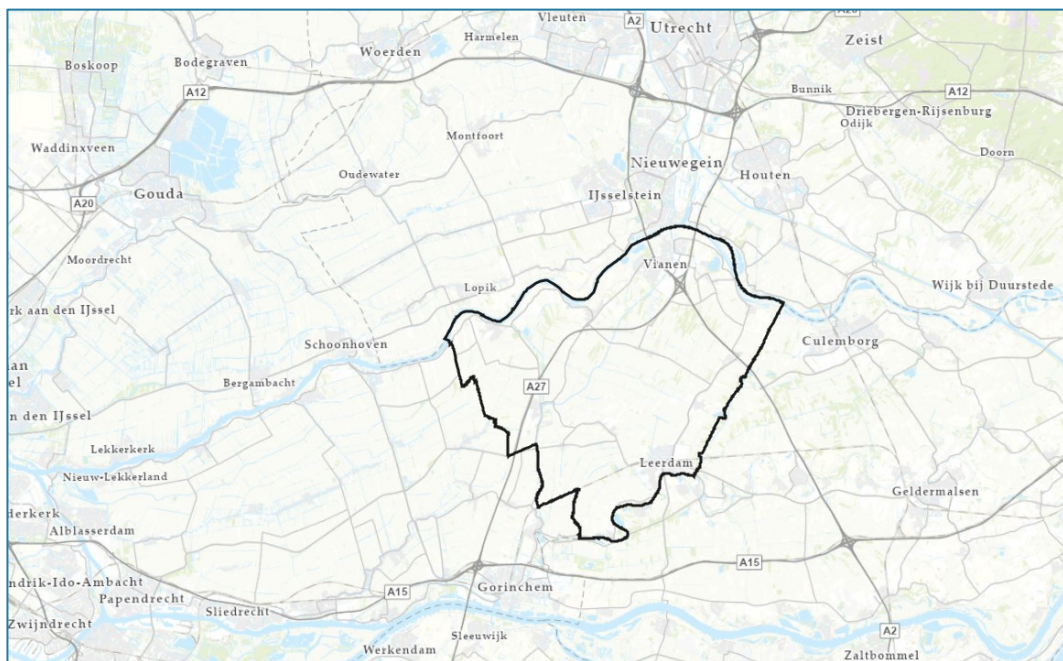 Vleuten
A2
Utrecht
Harmelen
Woerden
Zeist
Boskoop
Bodegraven
A12
Bunnik
A12
Driebergen-Rijsenburg
Odijk
Montfoort
Waddinxveen
Doorn
Nieuwegein
Oudewater
Houten
Gouda
IJsselstein
A20
Moordrecht
Vianen
Lopik
Wijk bij Duurstede
rk aan den IJssel
Schoonhoven
Culemborg
an
el
Bergambacht
A27
n den IJssel
Lekkerkerk
Leerdam
Nieuw-Lekkerland
Geldermalsen
derkerk
Alblasserdam
A15
ndrik-Ido-Ambacht
Gorinchem
A15
Papendrecht
Sliedrecht
Zwijndrecht
Sleeuwijk
A2
Werkendam
Zaltbommel